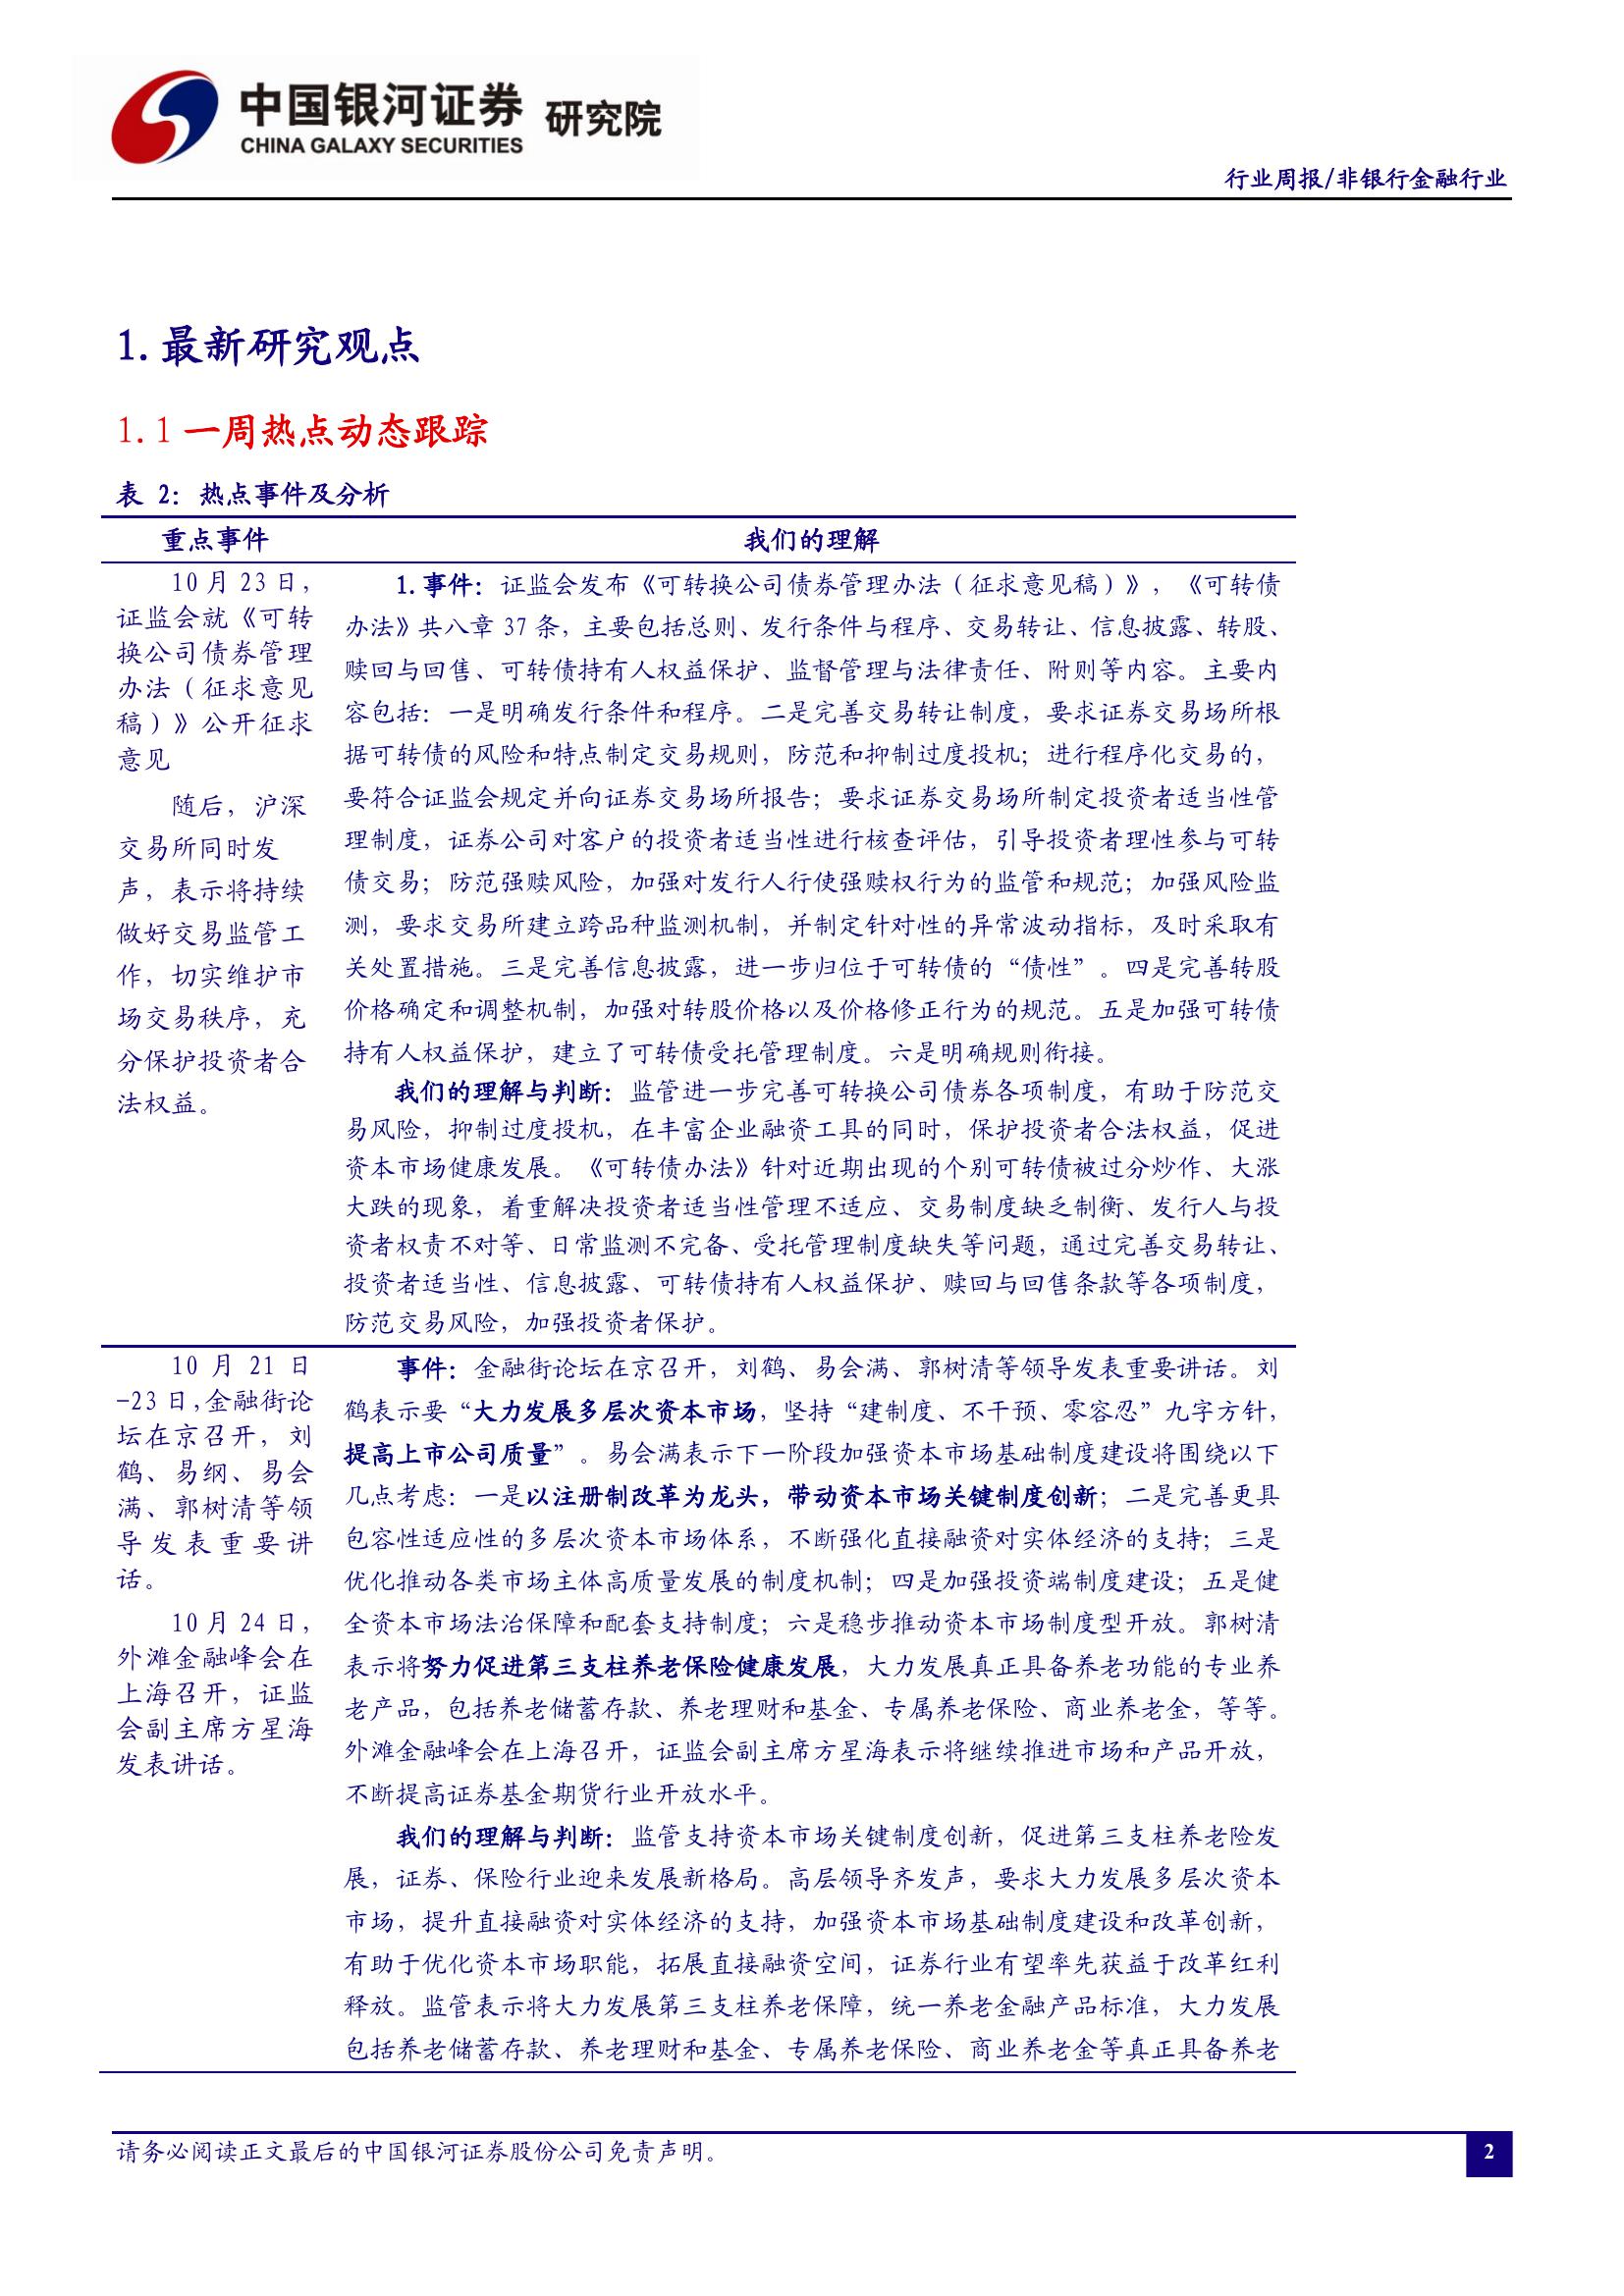 中国银河证券 研究院
CHINA GALAXY SECURITIES
行业周报/非银行金融行业
1.最新研究观点
1.1 一周热点动态跟踪
表 2：热点事件及分析
重点事件
我们的理解
10 月 23 日，
证监会就《可转
换公司债券管理
办法（征求意见
稿）》公开征求
意见
随后，沪深
交易所同时发
声，表示将持续
做好交易监管工
作，切实维护市
场交易秩序，充
分保护投资者合
法权益。
1.事件：证监会发布《可转换公司债券管理办法（征求意见稿）》，《可转债
办法》共八章 37 条，主要包括总则、发行条件与程序、交易转让、信息披露、转股、
赎回与回售、可转债持有人权益保护、监督管理与法律责任、附则等内容。主要内
容包括：一是明确发行条件和程序。二是完善交易转让制度，要求证券交易场所根
据可转债的风险和特点制定交易规则，防范和抑制过度投机；进行程序化交易的，
要符合证监会规定并向证券交易场所报告；要求证券交易场所制定投资者适当性管
理制度，证券公司对客户的投资者适当性进行核查评估，引导投资者理性参与可转
债交易；防范强赎风险，加强对发行人行使强赎权行为的监管和规范；加强风险监
测，要求交易所建立跨品种监测机制，并制定针对性的异常波动指标，及时采取有
关处置措施。三是完善信息披露，进一步归位于可转债的“债性”。四是完善转股
价格确定和调整机制，加强对转股价格以及价格修正行为的规范。五是加强可转债
持有人权益保护，建立了可转债受托管理制度。六是明确规则衔接。
我们的理解与判断：监管进一步完善可转换公司债券各项制度，有助于防范交
易风险，抑制过度投机，在丰富企业融资工具的同时，保护投资者合法权益，促进
资本市场健康发展。《可转债办法》针对近期出现的个别可转债被过分炒作、大涨
大跌的现象，着重解决投资者适当性管理不适应、交易制度缺乏制衡、发行人与投
资者权责不对等、日常监测不完备、受托管理制度缺失等问题，通过完善交易转让、
投资者适当性、信息披露、可转债持有人权益保护、赎回与回售条款等各项制度，
防范交易风险，加强投资者保护。
10 月 21 日
-23 日，金融街论
坛在京召开，刘
鹤、易纲、易会
满、郭树清等领
导发表重要讲
话。
10 月 24 日，
外滩金融峰会在
上海召开，证监
会副主席方星海
发表讲话。
事件：金融街论坛在京召开，刘鹤、易会满、郭树清等领导发表重要讲话。刘
鹤表示要“大力发展多层次资本市场，坚持“建制度、不干预、零容忍”九字方针，
提高上市公司质量”。易会满表示下一阶段加强资本市场基础制度建设将围绕以下
几点考虑：一是以注册制改革为龙头，带动资本市场关键制度创新；二是完善更具
包容性适应性的多层次资本市场体系，不断强化直接融资对实体经济的支持；三是
优化推动各类市场主体高质量发展的制度机制；四是加强投资端制度建设；五是健
全资本市场法治保障和配套支持制度；六是稳步推动资本市场制度型开放。郭树清
表示将努力促进第三支柱养老保险健康发展，大力发展真正具备养老功能的专业养
老产品，包括养老储蓄存款、养老理财和基金、专属养老保险、商业养老金，等等。
外滩金融峰会在上海召开，证监会副主席方星海表示将继续推进市场和产品开放，
不断提高证券基金期货行业开放水平。
我们的理解与判断：监管支持资本市场关键制度创新，促进第三支柱养老险发
展，证券、保险行业迎来发展新格局。高层领导齐发声，要求大力发展多层次资本
市场，提升直接融资对实体经济的支持，加强资本市场基础制度建设和改革创新，
有助于优化资本市场职能，拓展直接融资空间，证券行业有望率先获益于改革红利
释放。监管表示将大力发展第三支柱养老保障，统一养老金融产品标准，大力发展
包括养老储蓄存款、养老理财和基金、专属养老保险、商业养老金等真正具备养老
请务必阅读正文最后的中国银河证券股份公司免责声明。
2